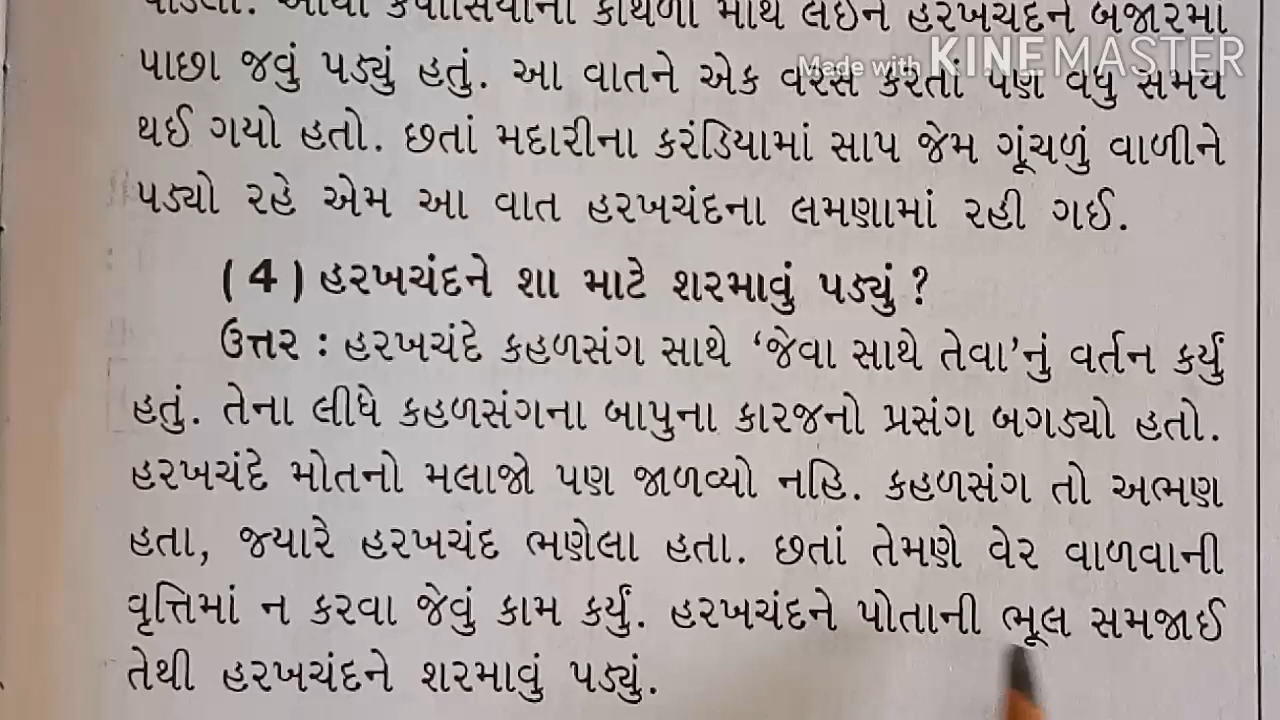 પાછા જવું પડ્યું હતું. આ વાતને એક વરસ કરતાં પણ વધુ સમય
Made with KINEMASTER
થઈ ગયો હતો. છતાં મદારીના કરંડિયામાં સાપ જેમ ગૂંચળું વાળીને
પડ્યો રહે એમ આ વાત હરખચંદના લમણામાં રહી ગઈ.
( 4 ) હરખચંદને શા માટે શરમાવું પડ્યું ?
ઉત્તર : હરખચંદે કહળસંગ સાથે ‘જેવા સાથે તેવા’નું વર્તન કર્યું
હતું. તેના લીધે કહળસંગના બાપુના કારજનો પ્રસંગ બગડ્યો હતો.
હરખચંદે મોતનો મલાજો પણ જાળવ્યો નહિ. કહળસંગ તો અભણ
હતા, જ્યારે હરખચંદ ભણેલા હતા. છતાં તેમણે વેર વાળવાની
વૃત્તિમાં ન કરવા જેવું કામ કર્યું. હરખચંદને પોતાની ભૂલ સમજાઈ
તેથી હરખચંદને શરમાવું પડ્યું.